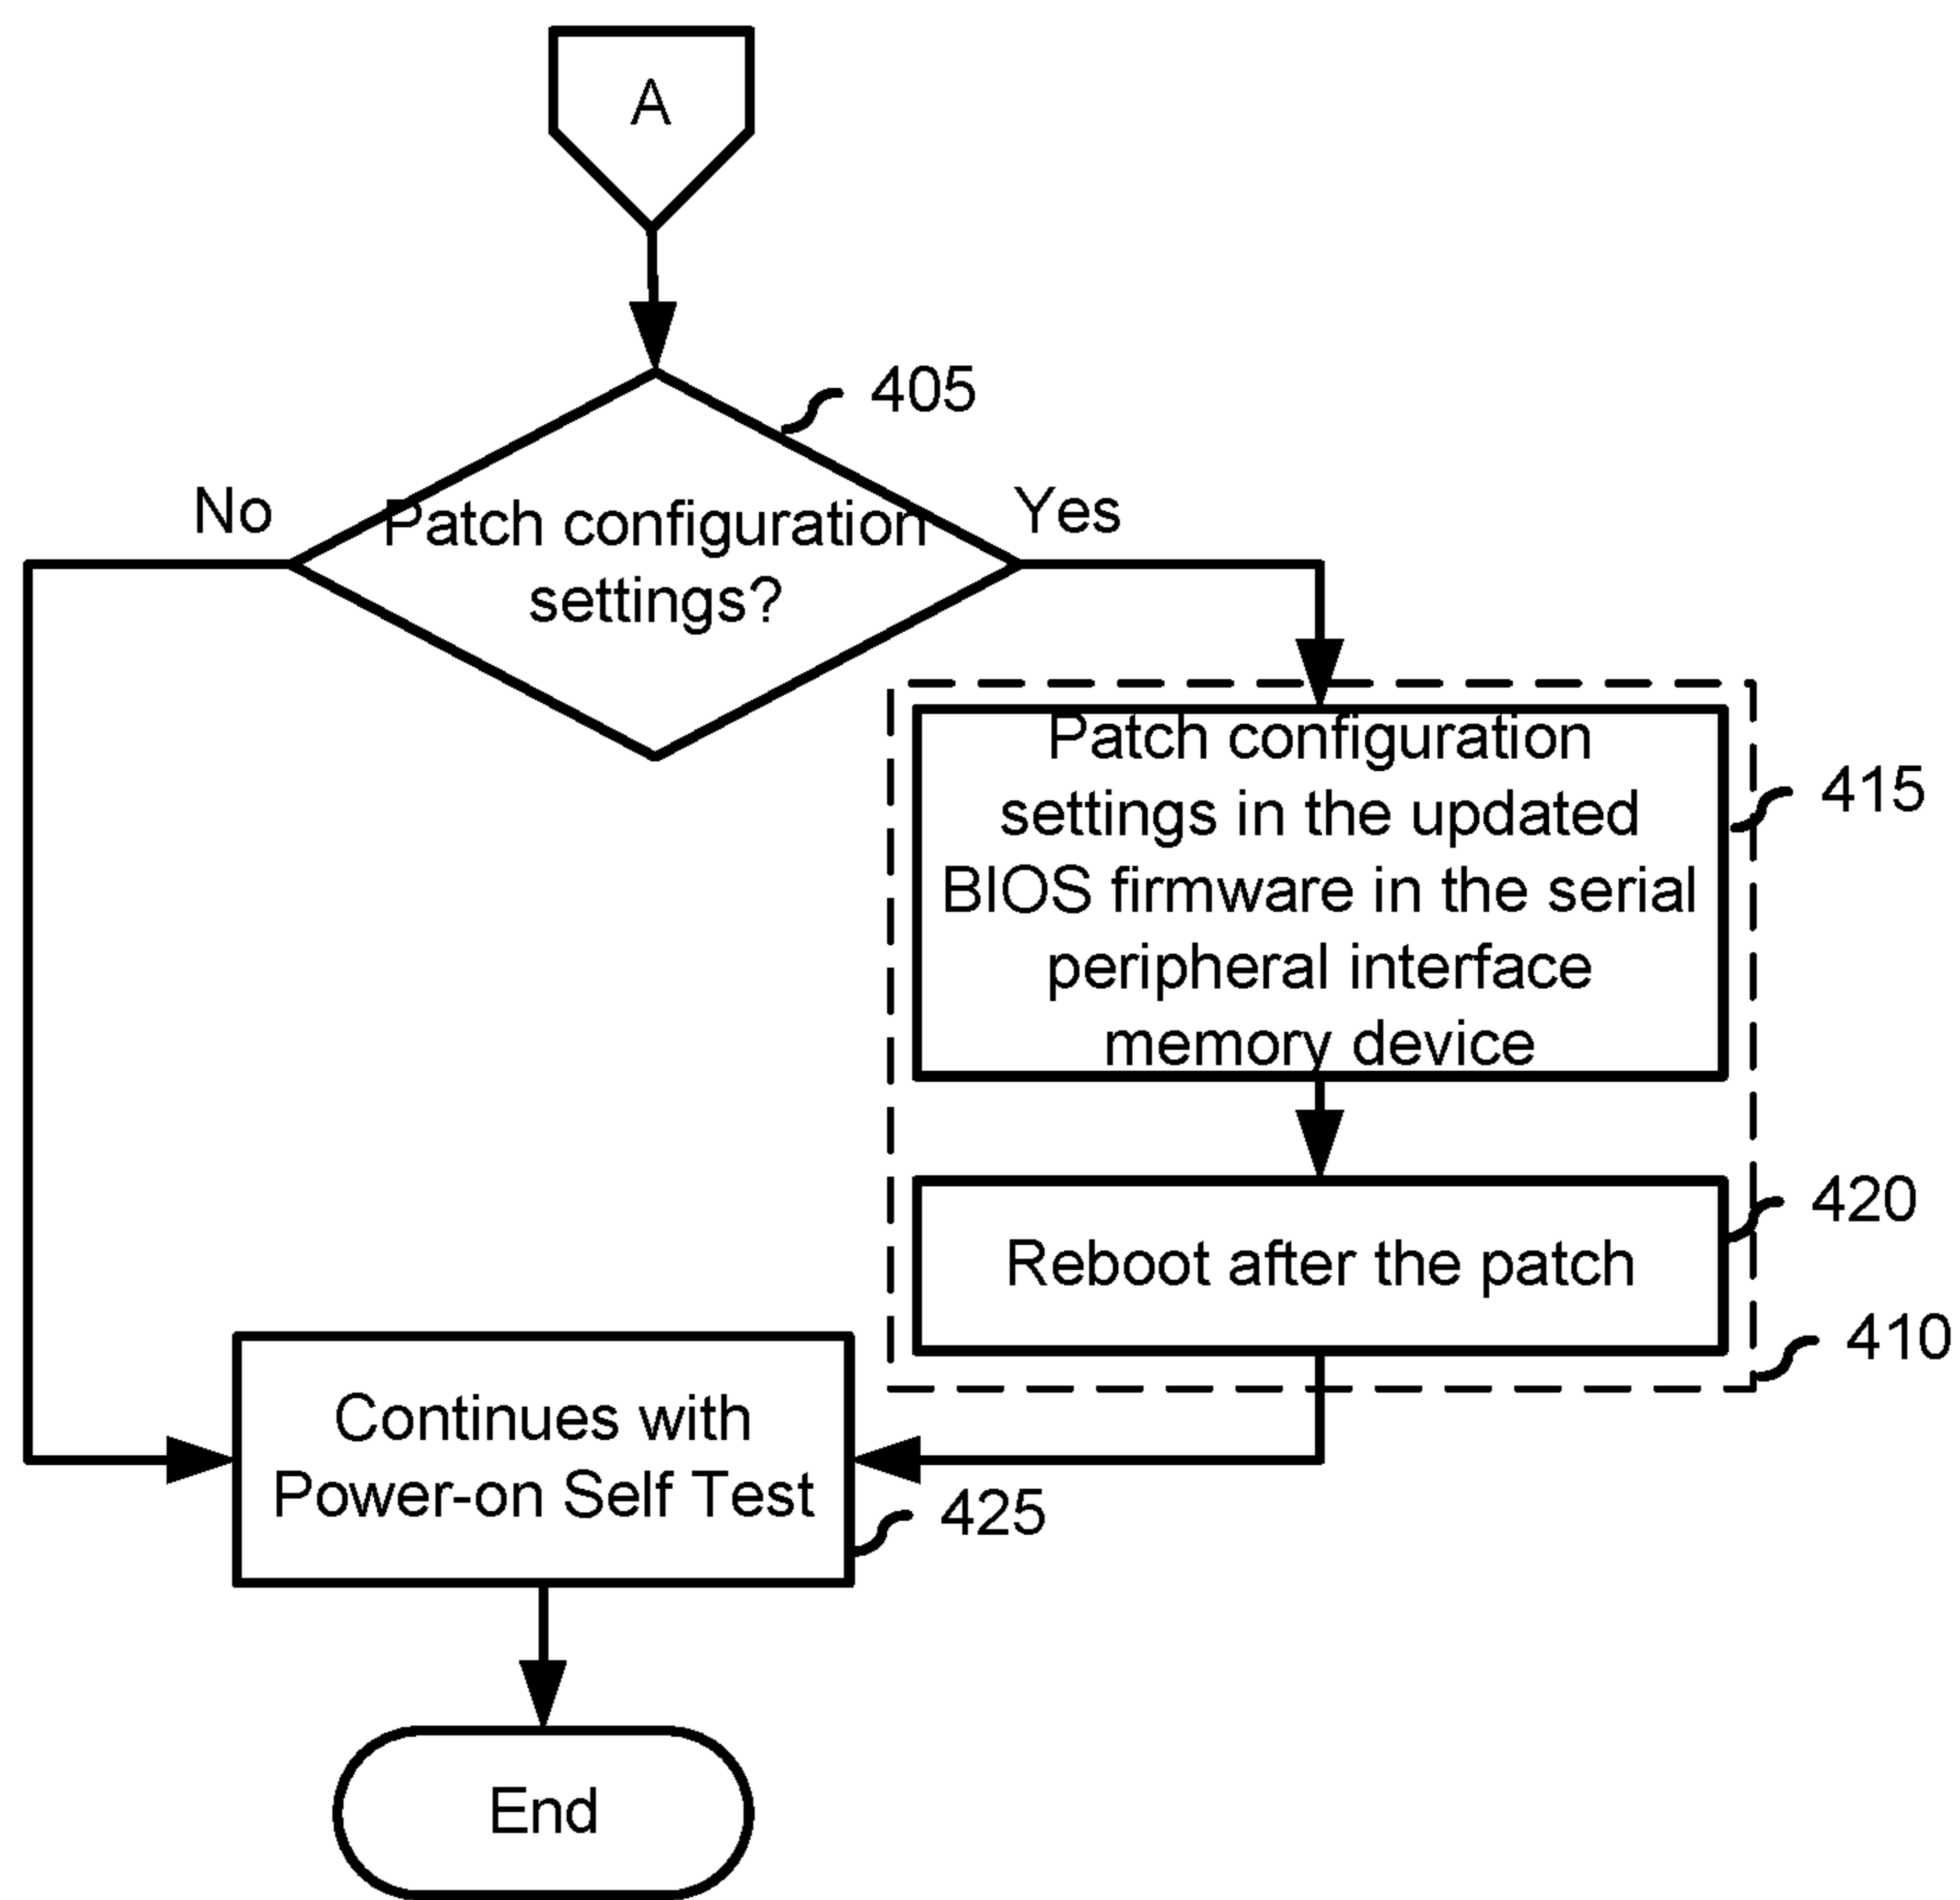 A
405
No
Patch configuration
settings?
Yes
Patch configuration
settings in the updated
BIOS firmware in the serial
peripheral interface
memory device
415
Reboot after the patch
420
410
Continues with
Power-on Self Test
425
End